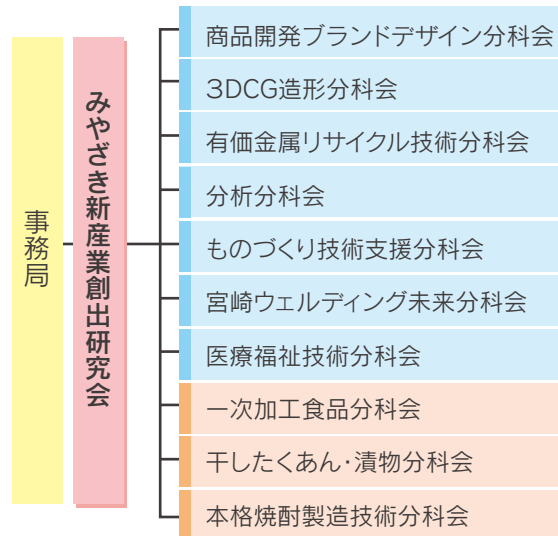 事務局
みやざき新産業創出研究会
商品開発ブランドデザイン分科会
3DCG造形分科会
有価金属リサイクル技術分科会
分析分科会
ものづくり技術支援分科会
宮崎ウェルディング未来分科会
医療福祉技術分科会
一次加工食品分科会
干したくあん・漬物分科会
本格焼酎製造技術分科会